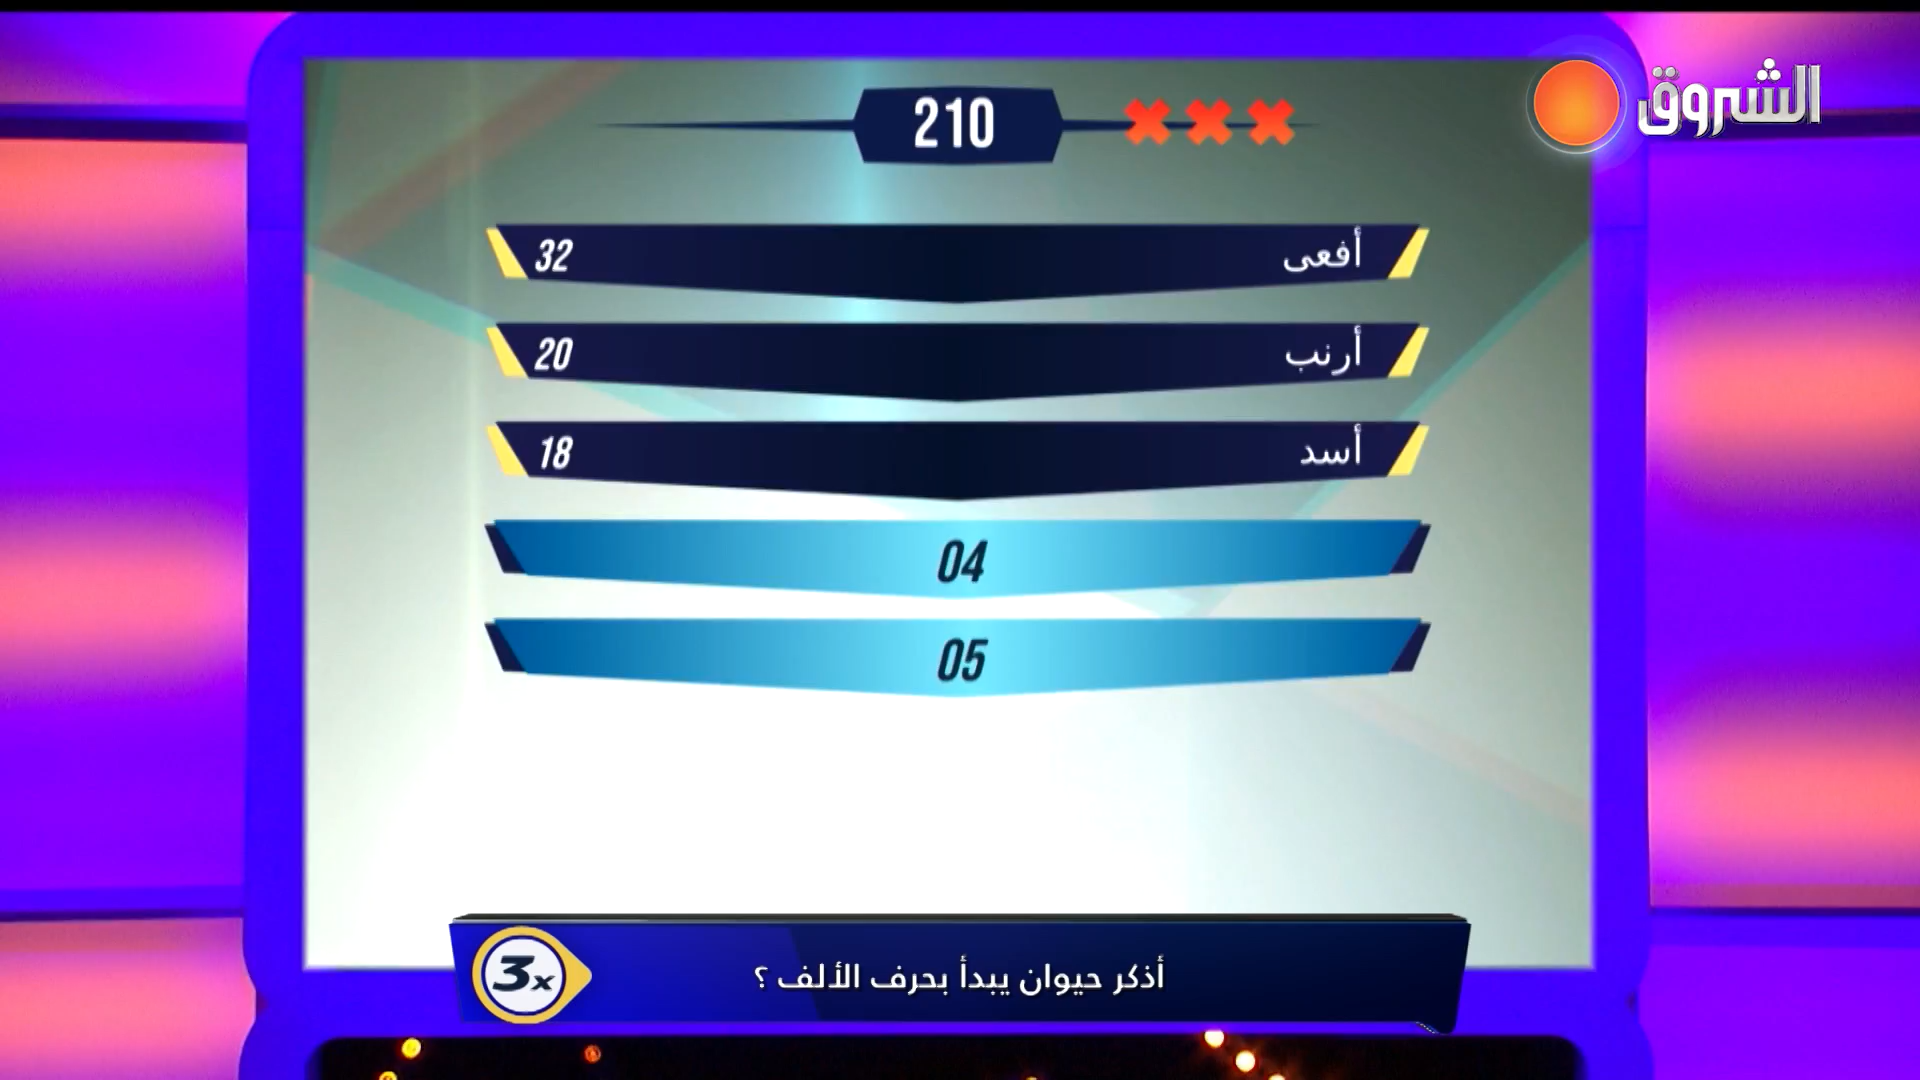 الشروق
210
أفعى 32
أرنب 20
أسد 18
04
05
أذكر حيوان يبدأ بحرف الألف ؟
3x